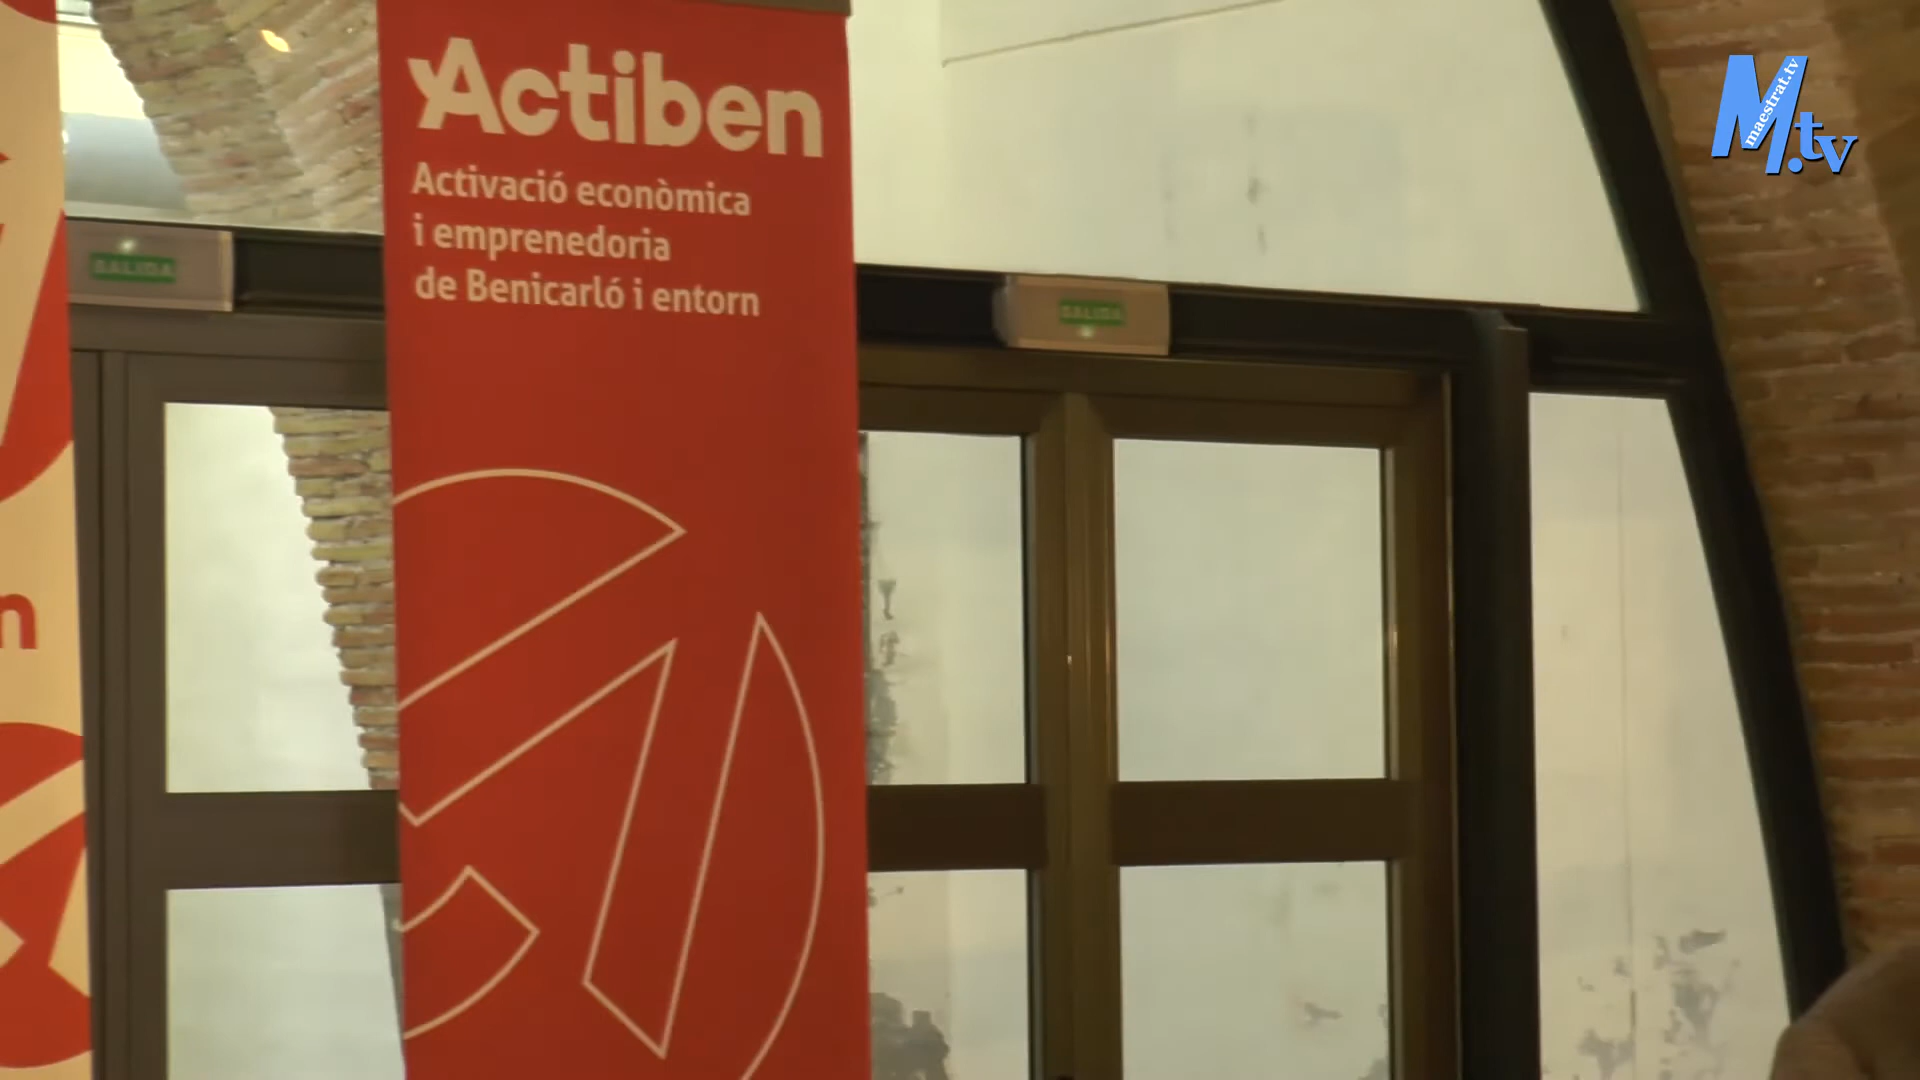 Actiben
Activació econòmica
i emprenedoria
de Benicarló i entorn
SALIDA
SALIDA
n
maestrat.tv
M.tv